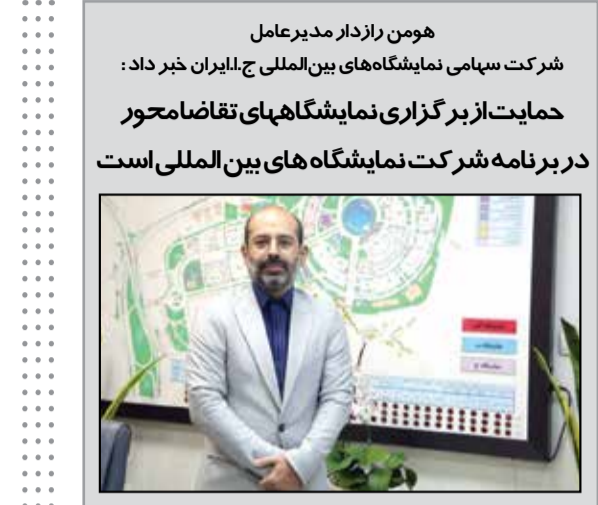 هومن رازدار مدیرعامل
شرکت سهامی نمایشگاه‌های بین‌المللی ج.ا.ایران خبر داد :
حمایت از برگزاری نمایشگاههای تقاضامحور
در برنامه شرکت نمایشگاه های بین المللی است